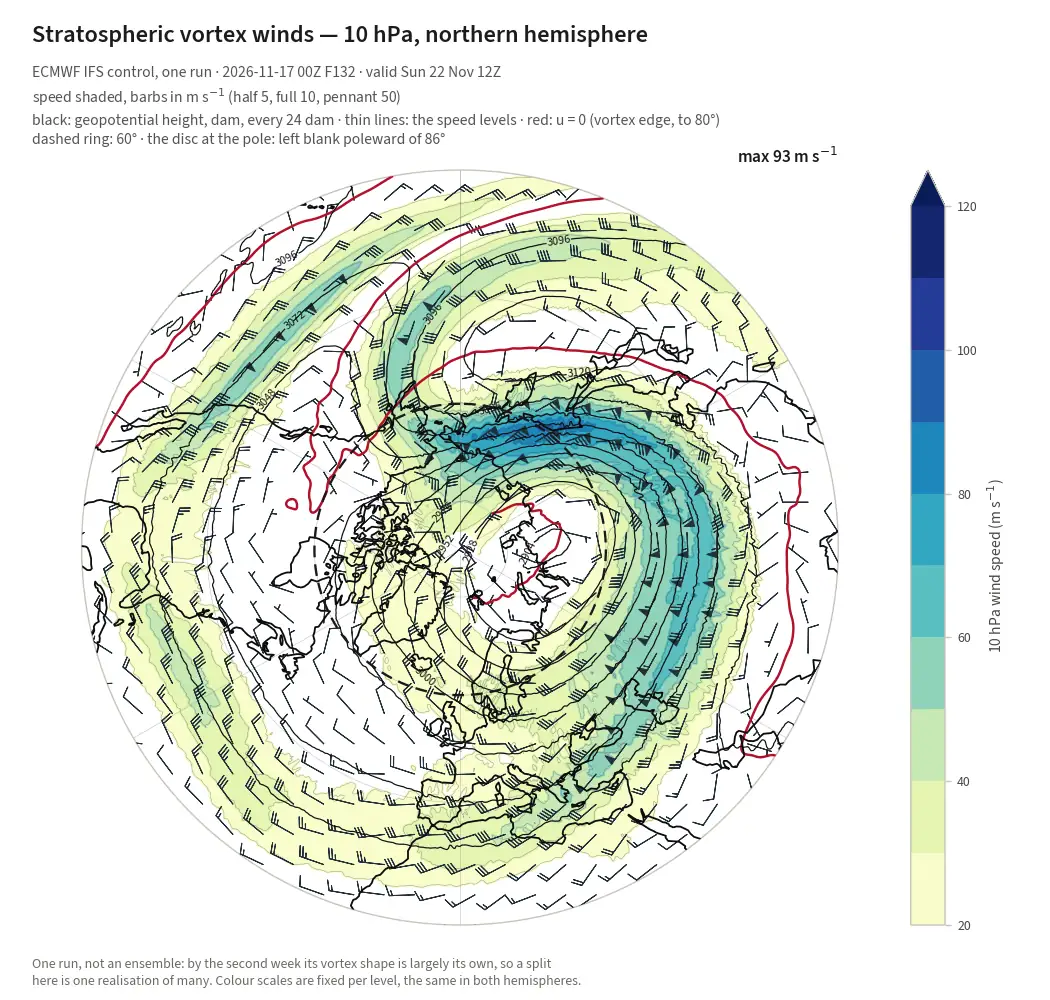 Stratospheric vortex winds — 10 hPa, northern hemisphere
ECMWF IFS control, one run · 2026-11-17 00Z F132 · valid Sun 22 Nov 12Z
speed shaded, barbs in m s⁻¹ (half 5, full 10, pennant 50)
black: geopotential height, dam, every 24 dam · thin lines: the speed levels · red: u = 0 (vortex edge, to 80°)
dashed ring: 60° · the disc at the pole: left blank poleward of 86°
max 93 m s⁻¹
120
100
80
60
40
20
10 hPa wind speed (m s⁻¹)
3096
3096
3072
3096
3120
3048
3000
One run, not an ensemble: by the second week its vortex shape is largely its own, so a split
here is one realisation of many. Colour scales are fixed per level, the same in both hemispheres.